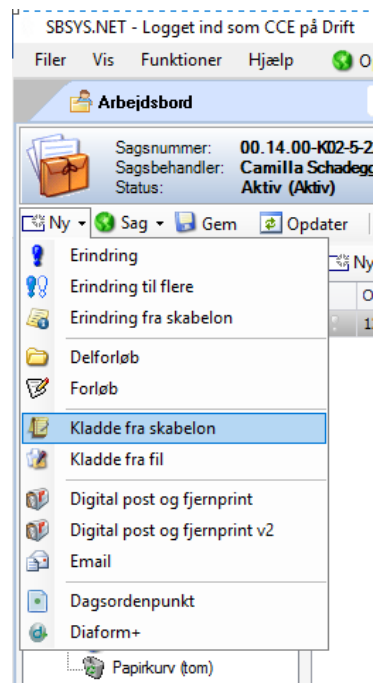 SBSYS.NET - Logget ind som CCE på Drift
Filer Vis Funktioner Hjælp O
Arbejdsbord
Sagsnummer: 00.14.00-K02-5-2
Sagsbehandler: Camilla Schadegg
Status: Aktiv (Aktiv)
Ny Sag Gem Opdater
Erindring
Ny
Erindring til flere
O
Erindring fra skabelon
Delforløb
Forløb
Kladde fra skabelon
Kladde fra fil
Digital post og fjernprint
Digital post og fjernprint v2
Email
Dagsordenpunkt
Diaform+
Papirkurv (tom)